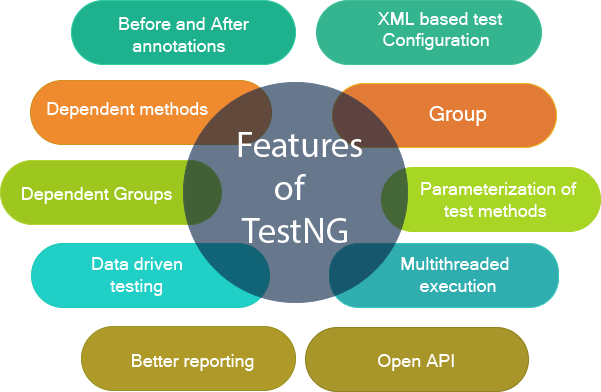 Before and After
annotations
XML based test
Configuration
Dependent methods
Group
Features
of
TestNG
Dependent Groups
Parameterization of
test methods
Data driven
testing
Multithreaded
execution
Better reporting
Open API